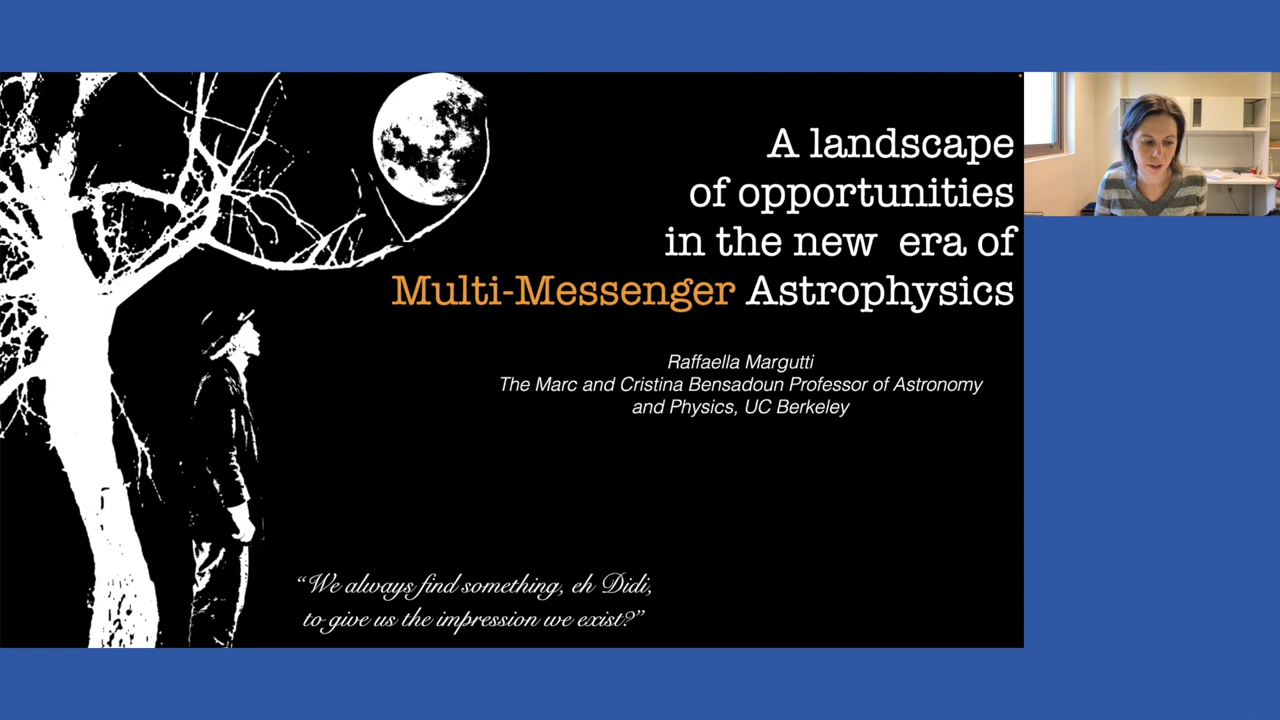 A landscape
of opportunities
in the new era of
Multi-Messenger Astrophysics
Raffaella Margutti
The Marc and Cristina Bensadoun Professor of Astronomy
and Physics, UC Berkeley
“We always find something, eh Didi,
to give us the impression we exist?”